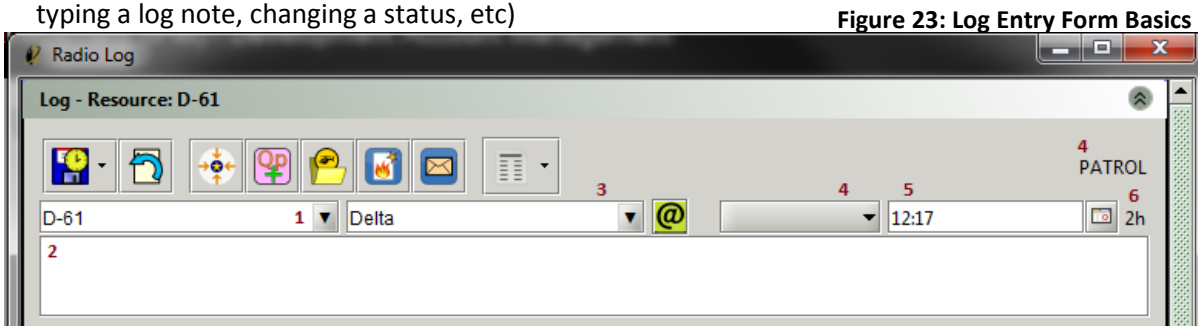 typing a log note, changing a status, etc)
Figure 23: Log Entry Form Basics
Radio Log
Log - Resource: D-61
QP
4
PATROL
3 4 5 6
D-61 1 Delta @ 12:17 2h
2